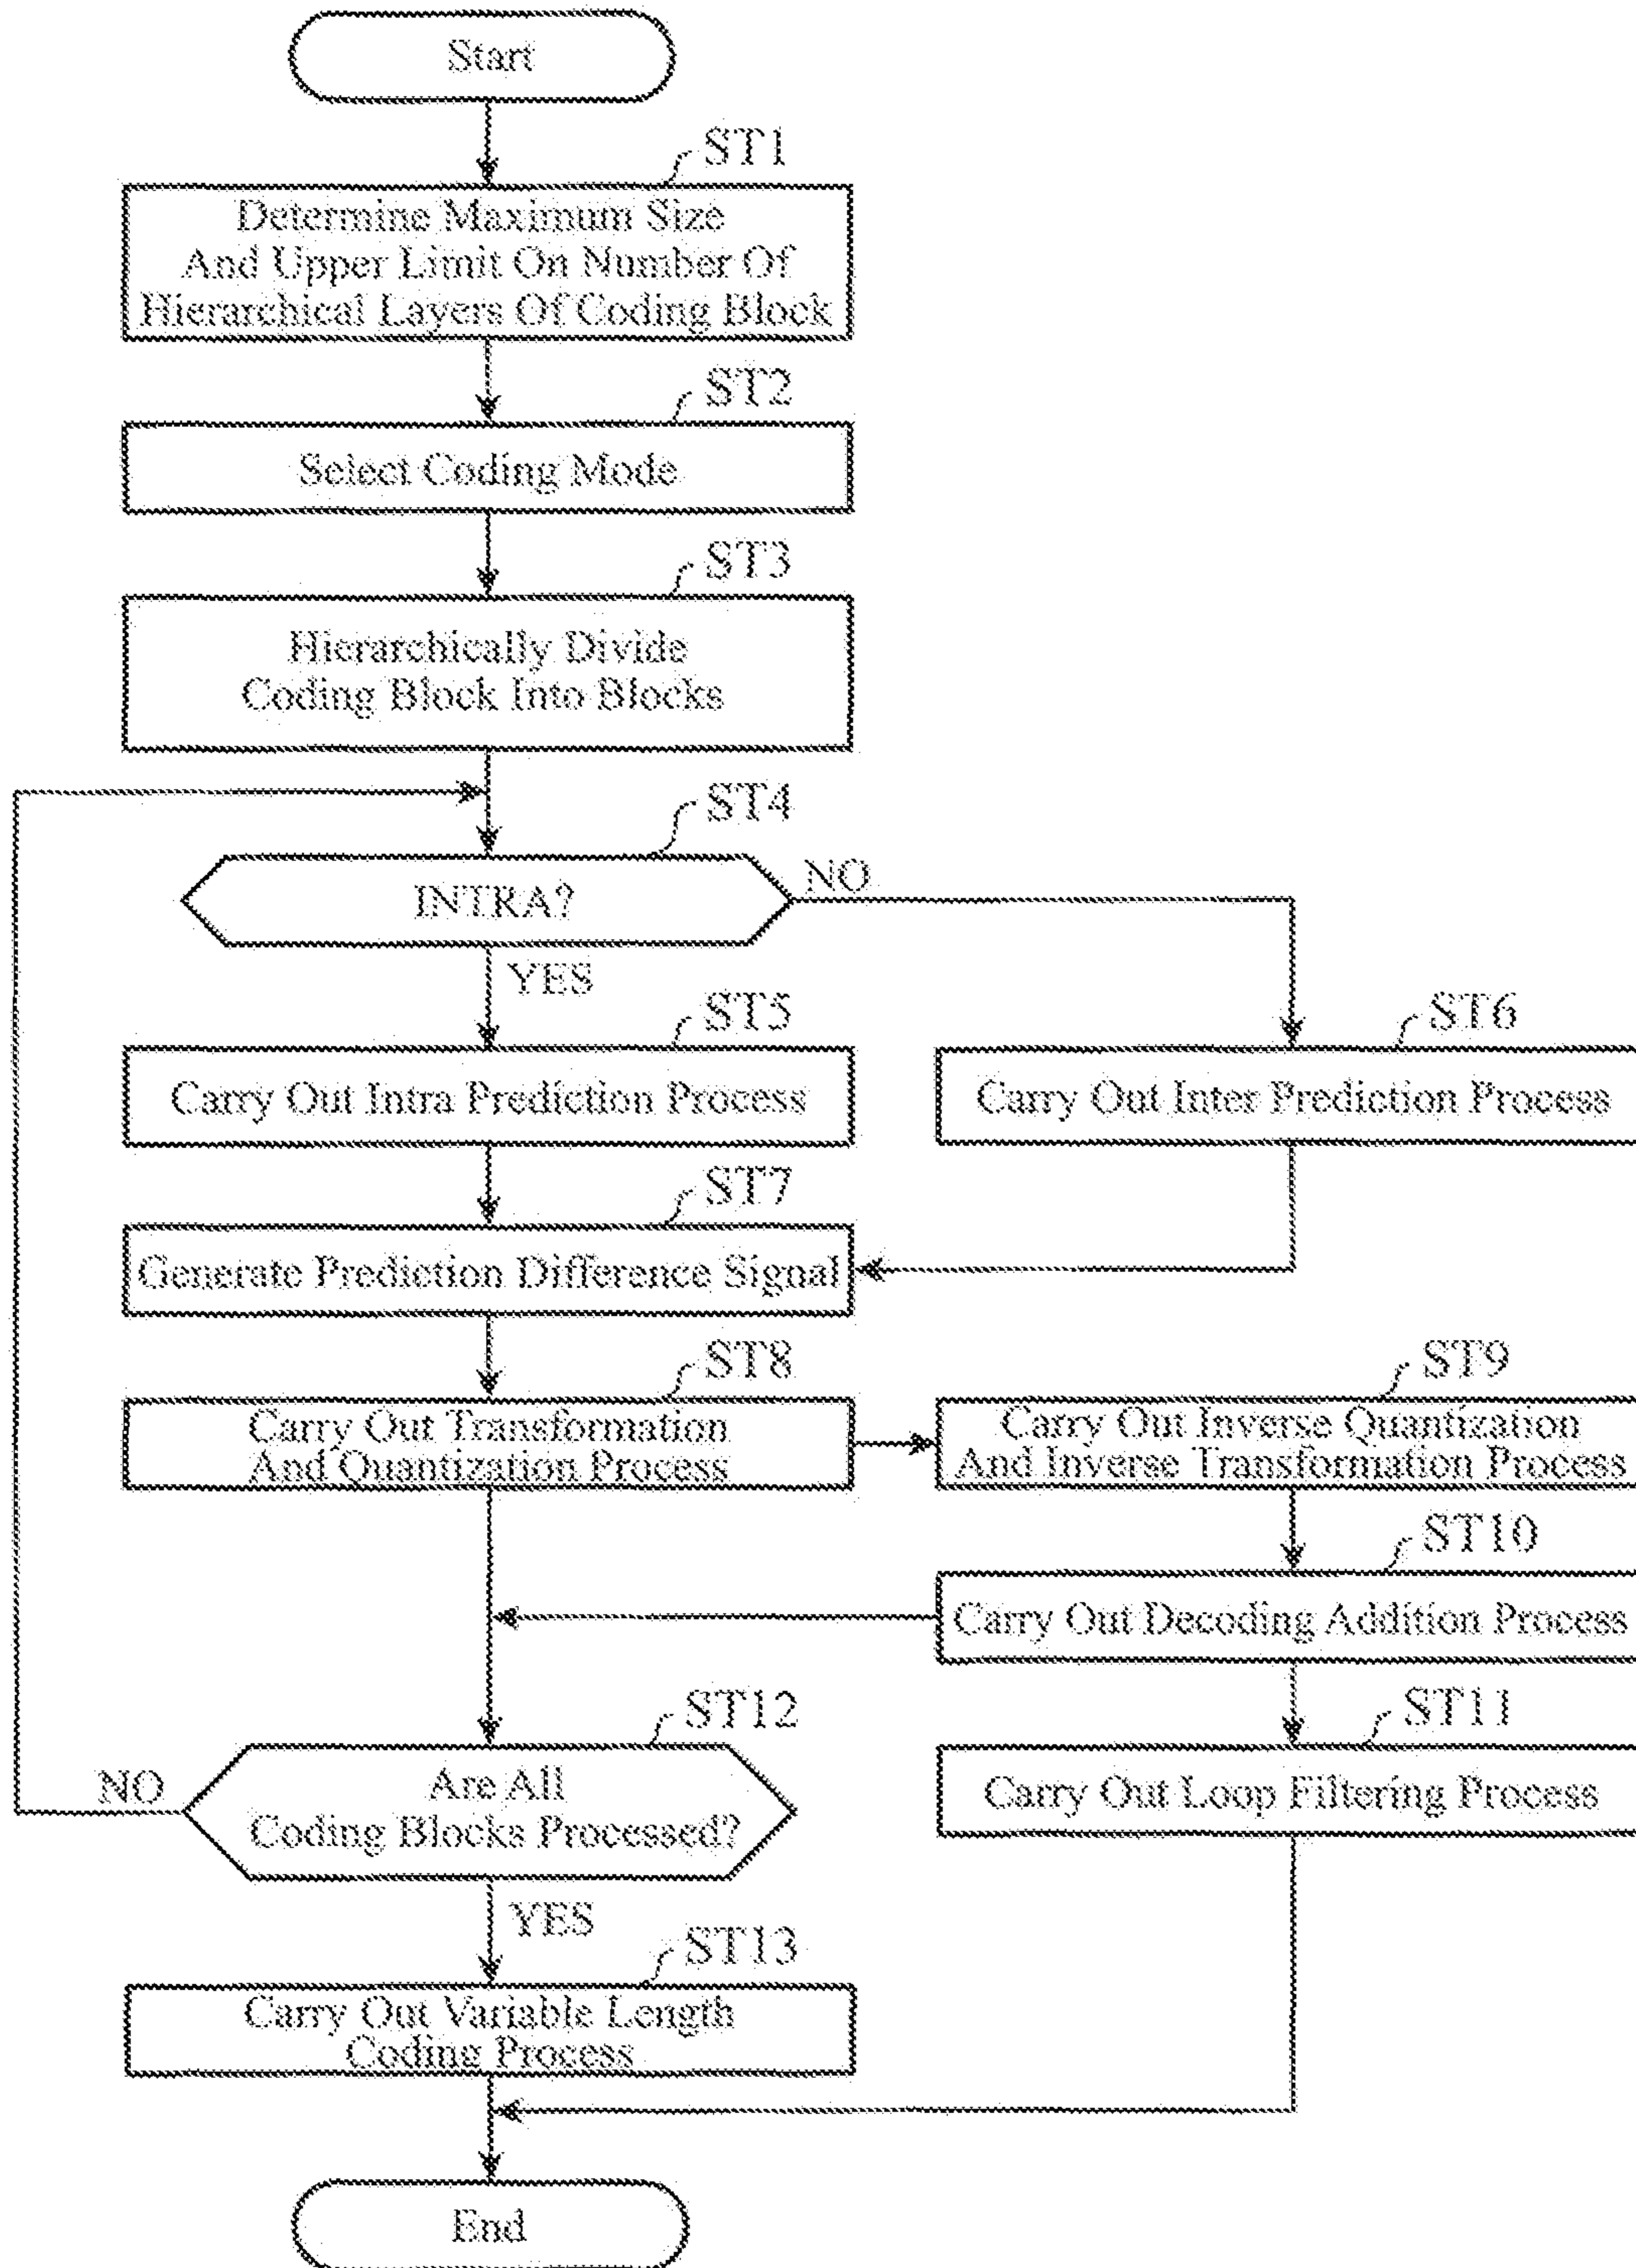 Start
ST1
Determine Maximum Size
And Upper Limit On Number Of
Hierarchical Layers Of Coding Block
ST2
Select Coding Mode
ST3
Hierarchically Divide
Coding Block Into Blocks
ST4
INTRA?
NO
YES
ST5
Carry Out Intra Prediction Process
ST6
Carry Out Inter Prediction Process
ST7
Generate Prediction Difference Signal
ST8
Carry Out Transformation
And Quantization Process
ST9
Carry Out Inverse Quantization
And Inverse Transformation Process
ST10
Carry Out Decoding Addition Process
ST11
Carry Out Loop Filtering Process
ST12
Are All
Coding Blocks Processed?
NO
YES
ST13
Carry Out Variable Length
Coding Process
End